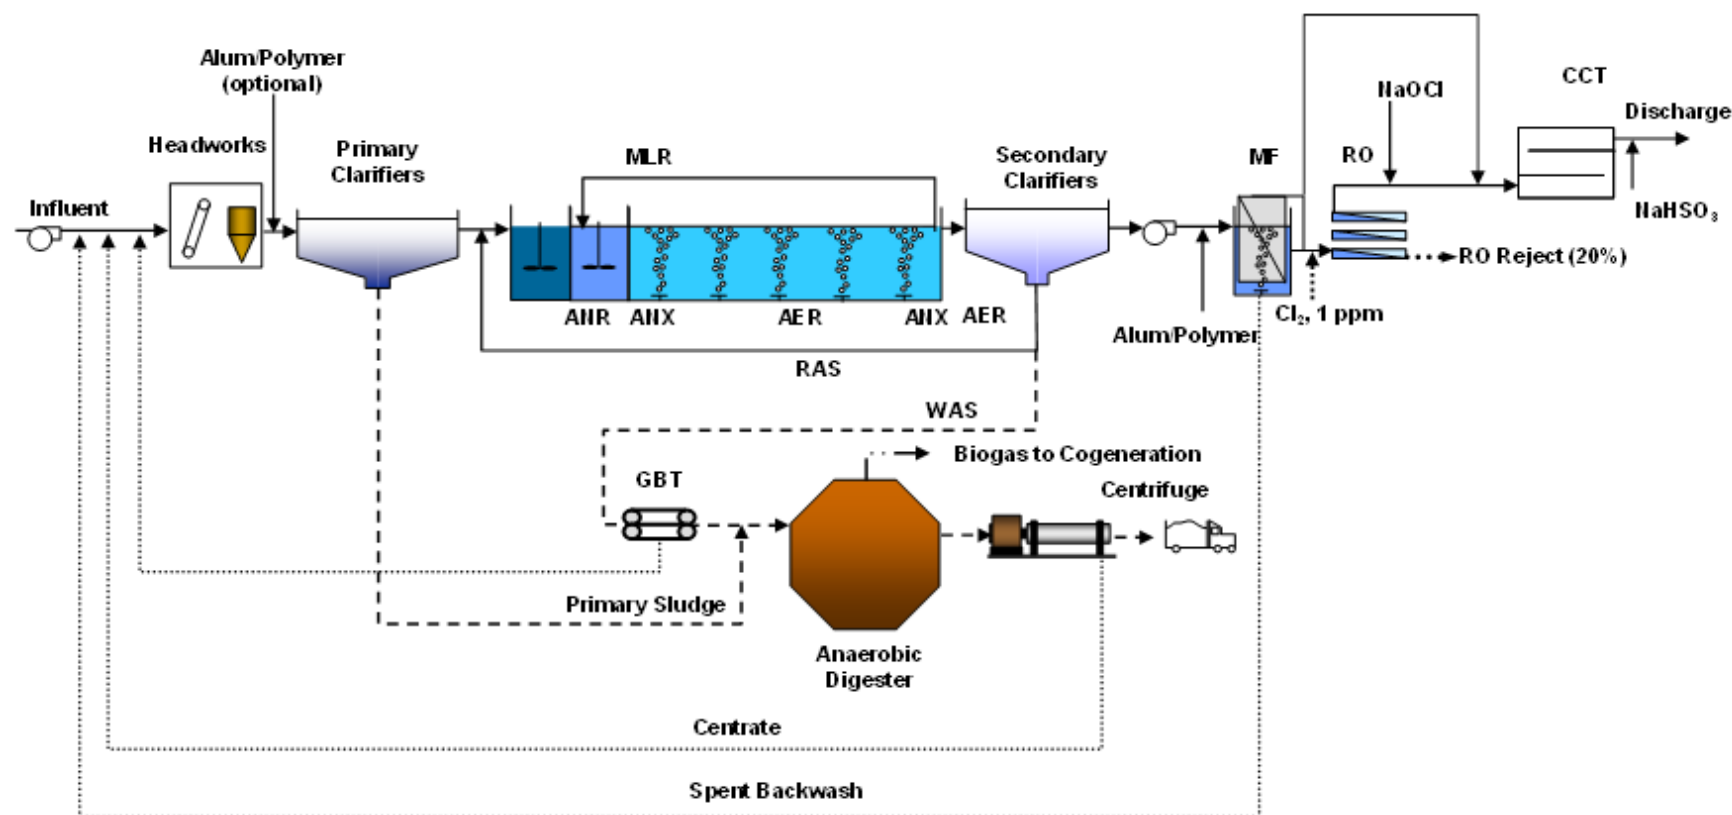 Alum/Polymer
(optional)
Headworks
Primary
Clarifiers
Influent
MLR
Secondary
Clarifiers
MF
NaOCl
RO
CCT
Discharge
NaHSO₃
RO Reject (20%)
Cl₂, 1 ppm
Alum/Polymer
ANR
ANX
AER
ANX
AER
RAS
WAS
Biogas to Cogeneration
GBT
Centrifuge
Primary Sludge
Anaerobic
Digester
Centrate
Spent Backwash